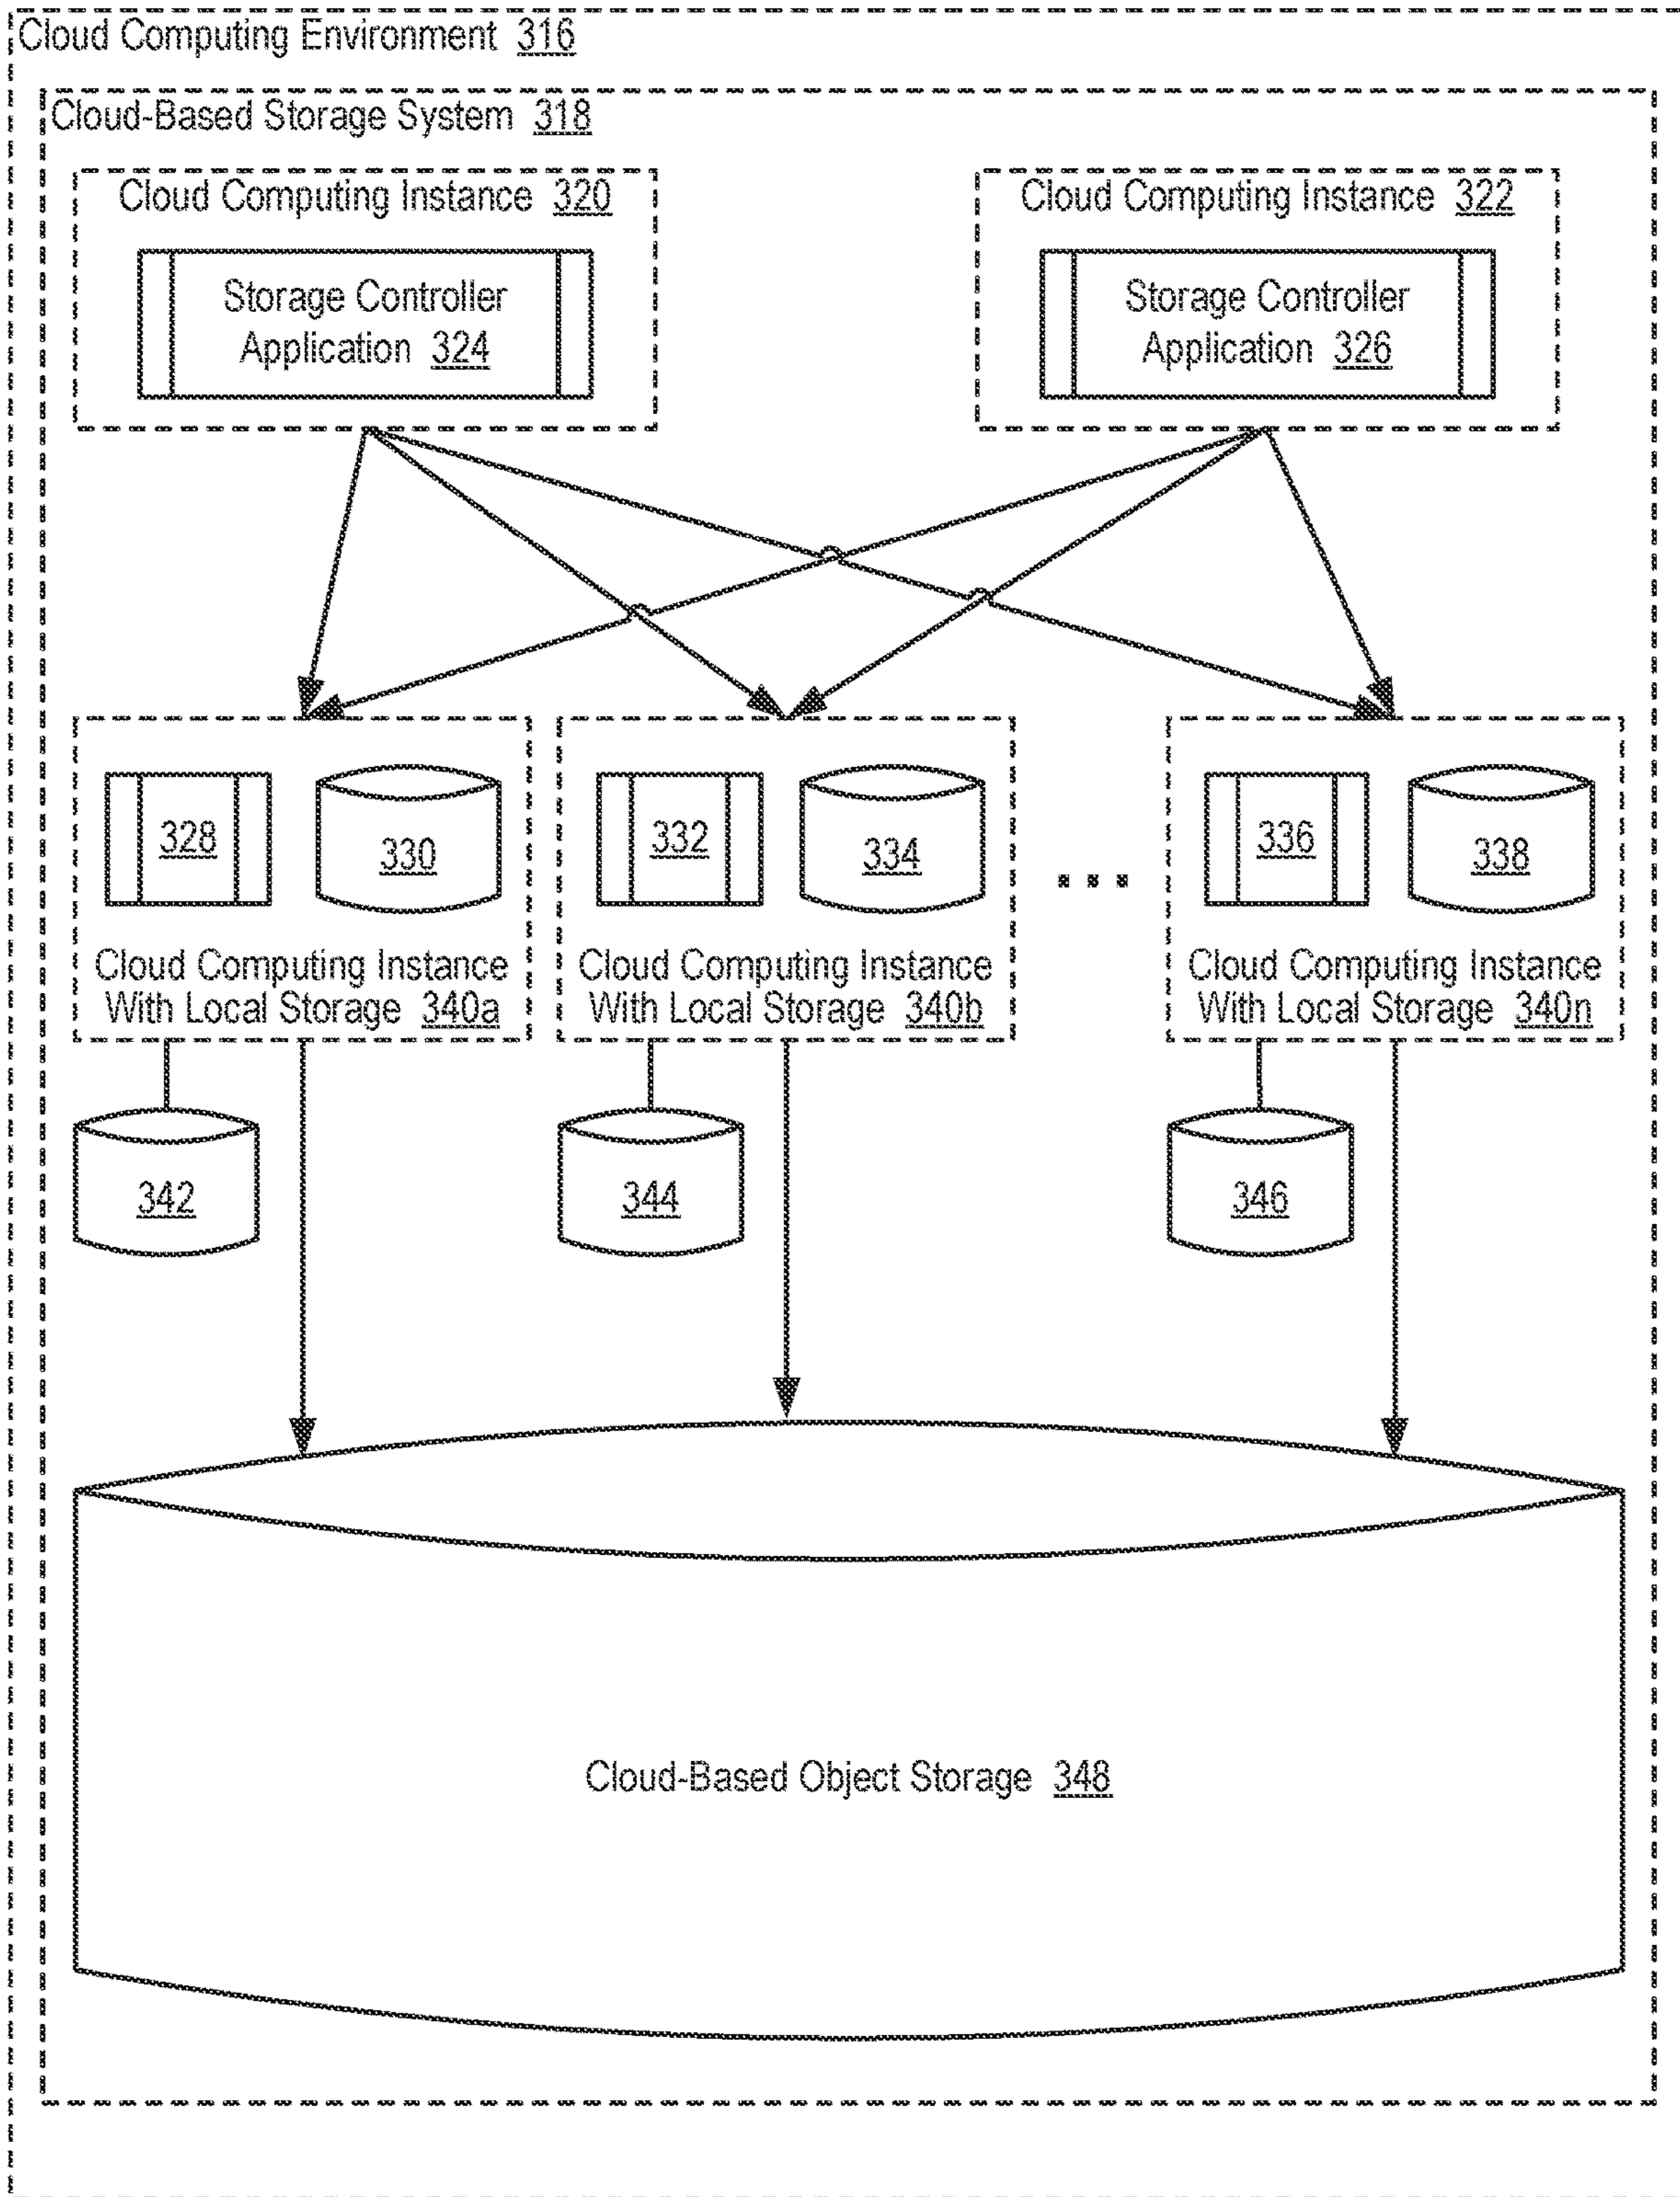 Cloud Computing Environment 316
Cloud-Based Storage System 318
Cloud Computing Instance 320
Storage Controller
Application 324
Cloud Computing Instance 322
Storage Controller
Application 326
328
330
Cloud Computing Instance
With Local Storage 340a
332
334
Cloud Computing Instance
With Local Storage 340b
...
336
338
Cloud Computing Instance
With Local Storage 340n
342
344
346
Cloud-Based Object Storage 348